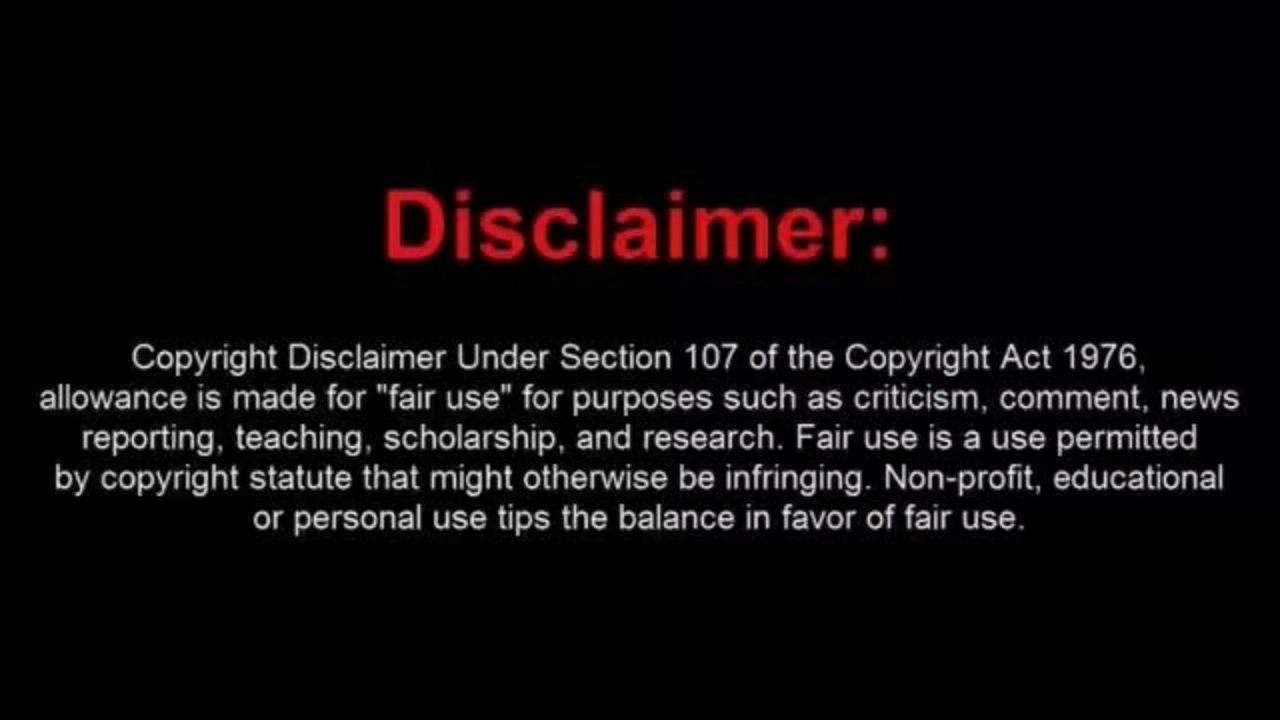 Disclaimer:
Copyright Disclaimer Under Section 107 of the Copyright Act 1976,
allowance is made for "fair use" for purposes such as criticism, comment, news
reporting, teaching, scholarship, and research. Fair use is a use permitted
by copyright statute that might otherwise be infringing. Non-profit, educational
or personal use tips the balance in favor of fair use.